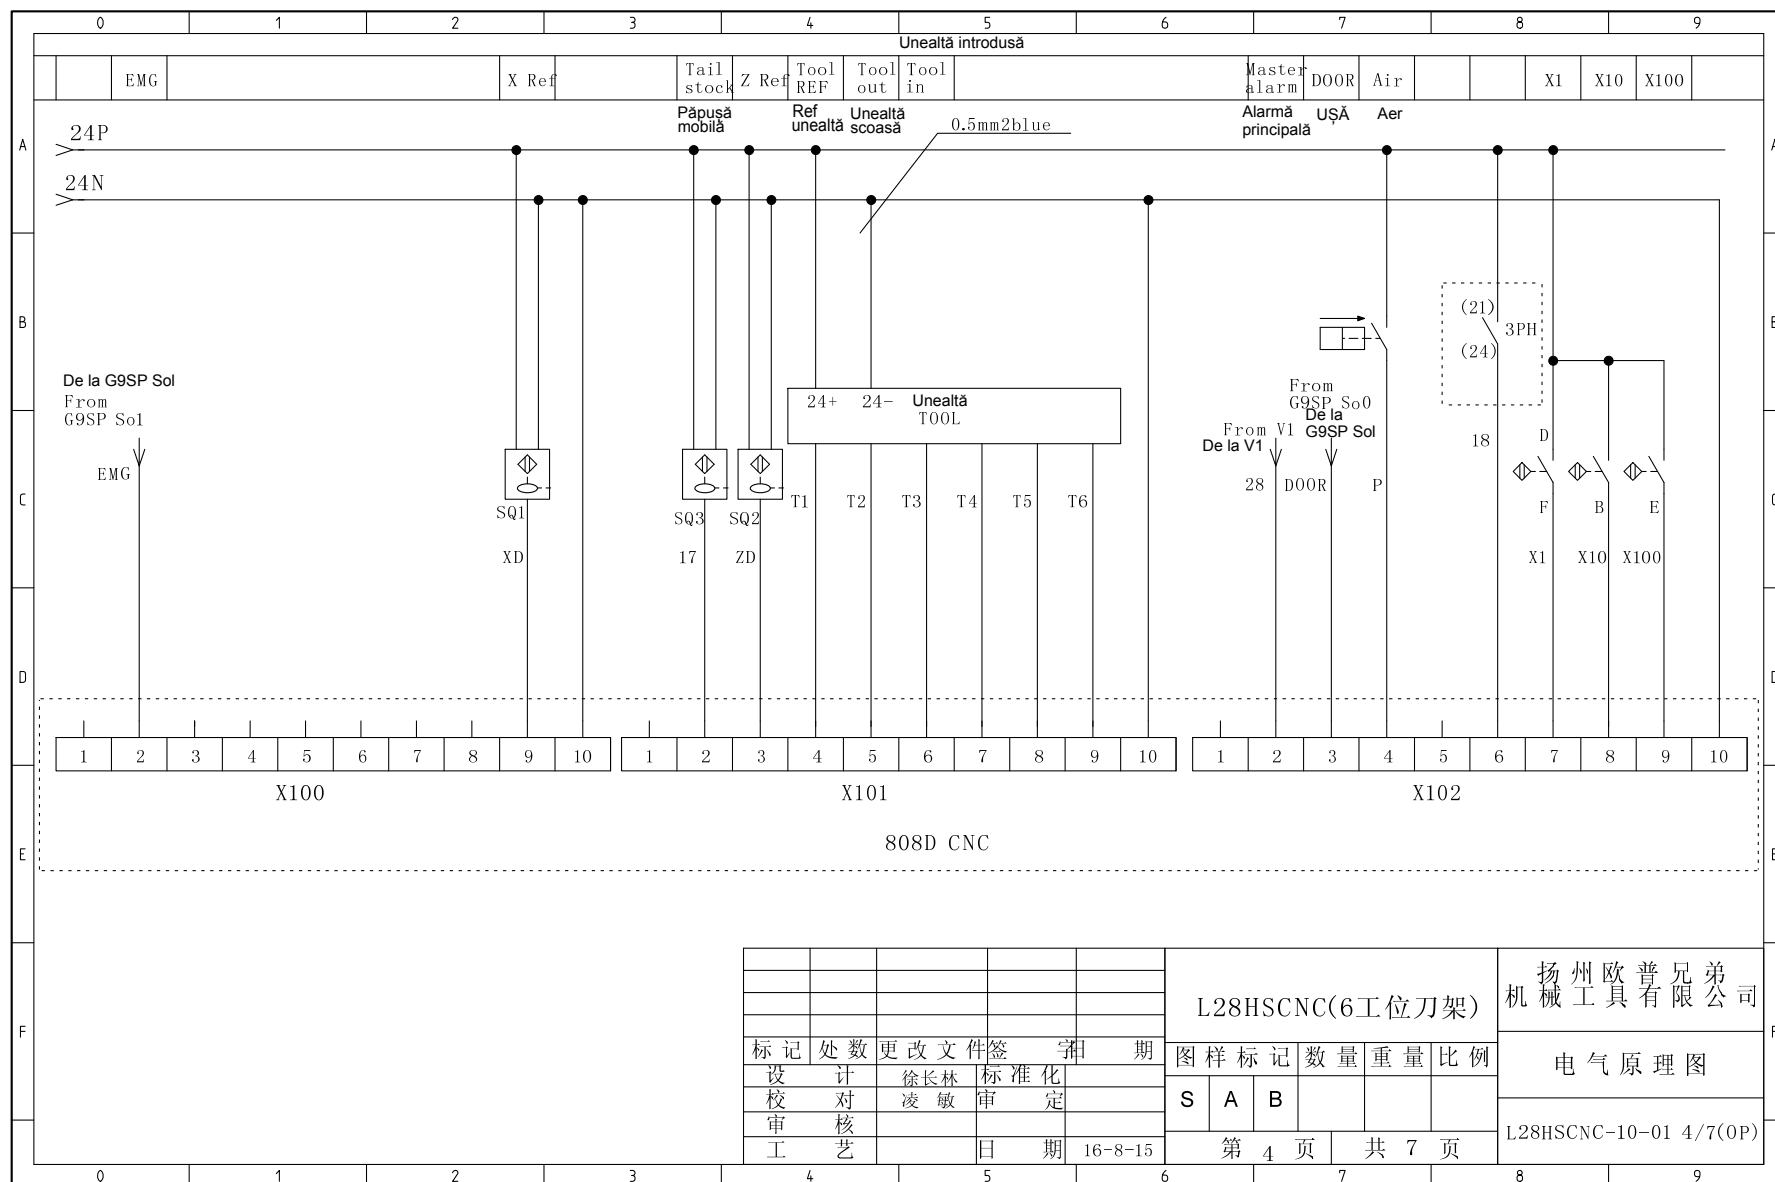 0 1 2 3 4 5 6 7 8 9
Unealtă introdusă
EMG X Ref Tail stock Z Ref Tool REF Tool out Tool in Master alarm DOOR Air X1 X10 X100
Păpușă mobilă
Ref unealtă
Unealtă scoasă
0.5mm2blue
Alarmă principală
UȘĂ
Aer
24P
A A
24N
B B
(21)
3PH
(24)
De la G9SP Sol
From
G9SP So1
24+ 24- Unealtă
TOOL
From
G9SP So0
De la
G9SP Sol
From V1
De la V1
18 D
EMG
28 DOOR P
C C
T1 T2 T3 T4 T5 T6
SQ1 SQ3 SQ2
F B E
XD 17 ZD
X1 X10 X100
D D
1 2 3 4 5 6 7 8 9 10
1 2 3 4 5 6 7 8 9 10
1 2 3 4 5 6 7 8 9 10
X100 X101 X102
808D CNC
E E
F F
标记 处数 更改文件 签字 日期
设计 徐长林 标准化
校对 凌敏 审定
审核
工艺 日期 16-8-15
L28HSCNC(6工位刀架)
图样标记 数量 重量 比例
S A B
第 4 页 共 7 页
扬州欧普兄弟
机械工具有限公司
电气原理图
L28HSCNC-10-01 4/7(OP)
0 1 2 3 4 5 6 7 8 9